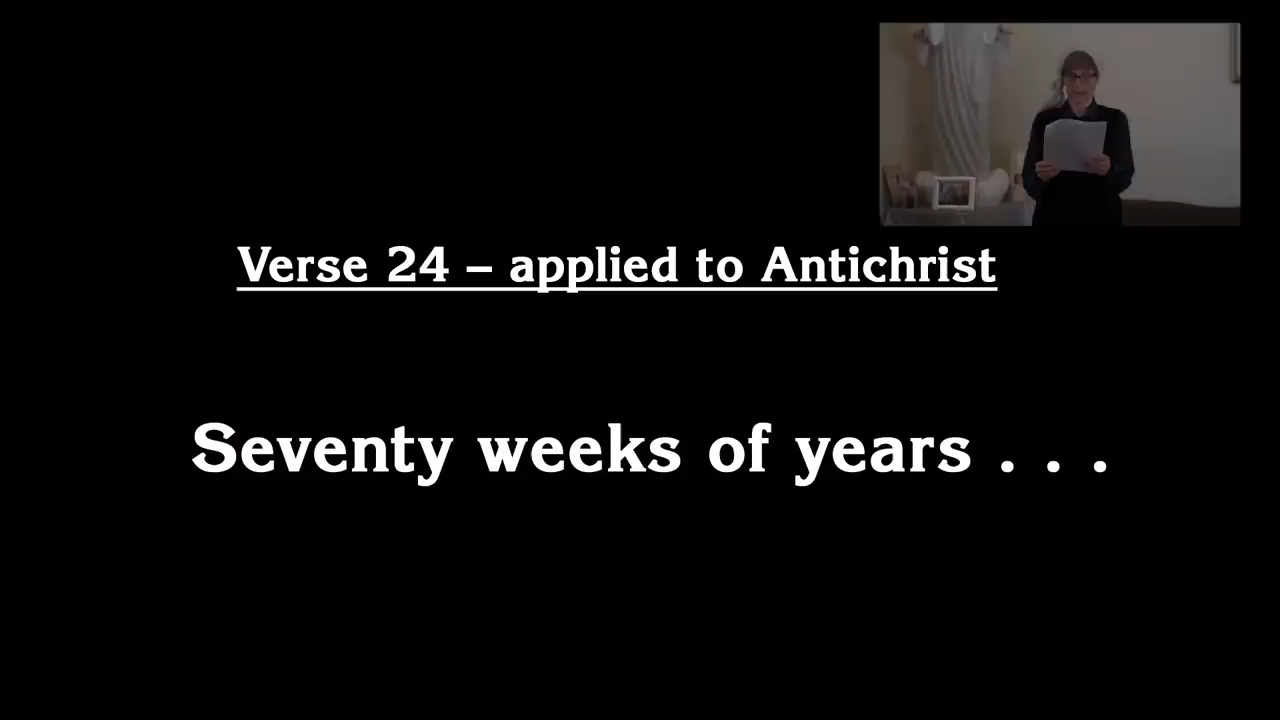 Verse 24 – applied to Antichrist
Seventy weeks of years . . .